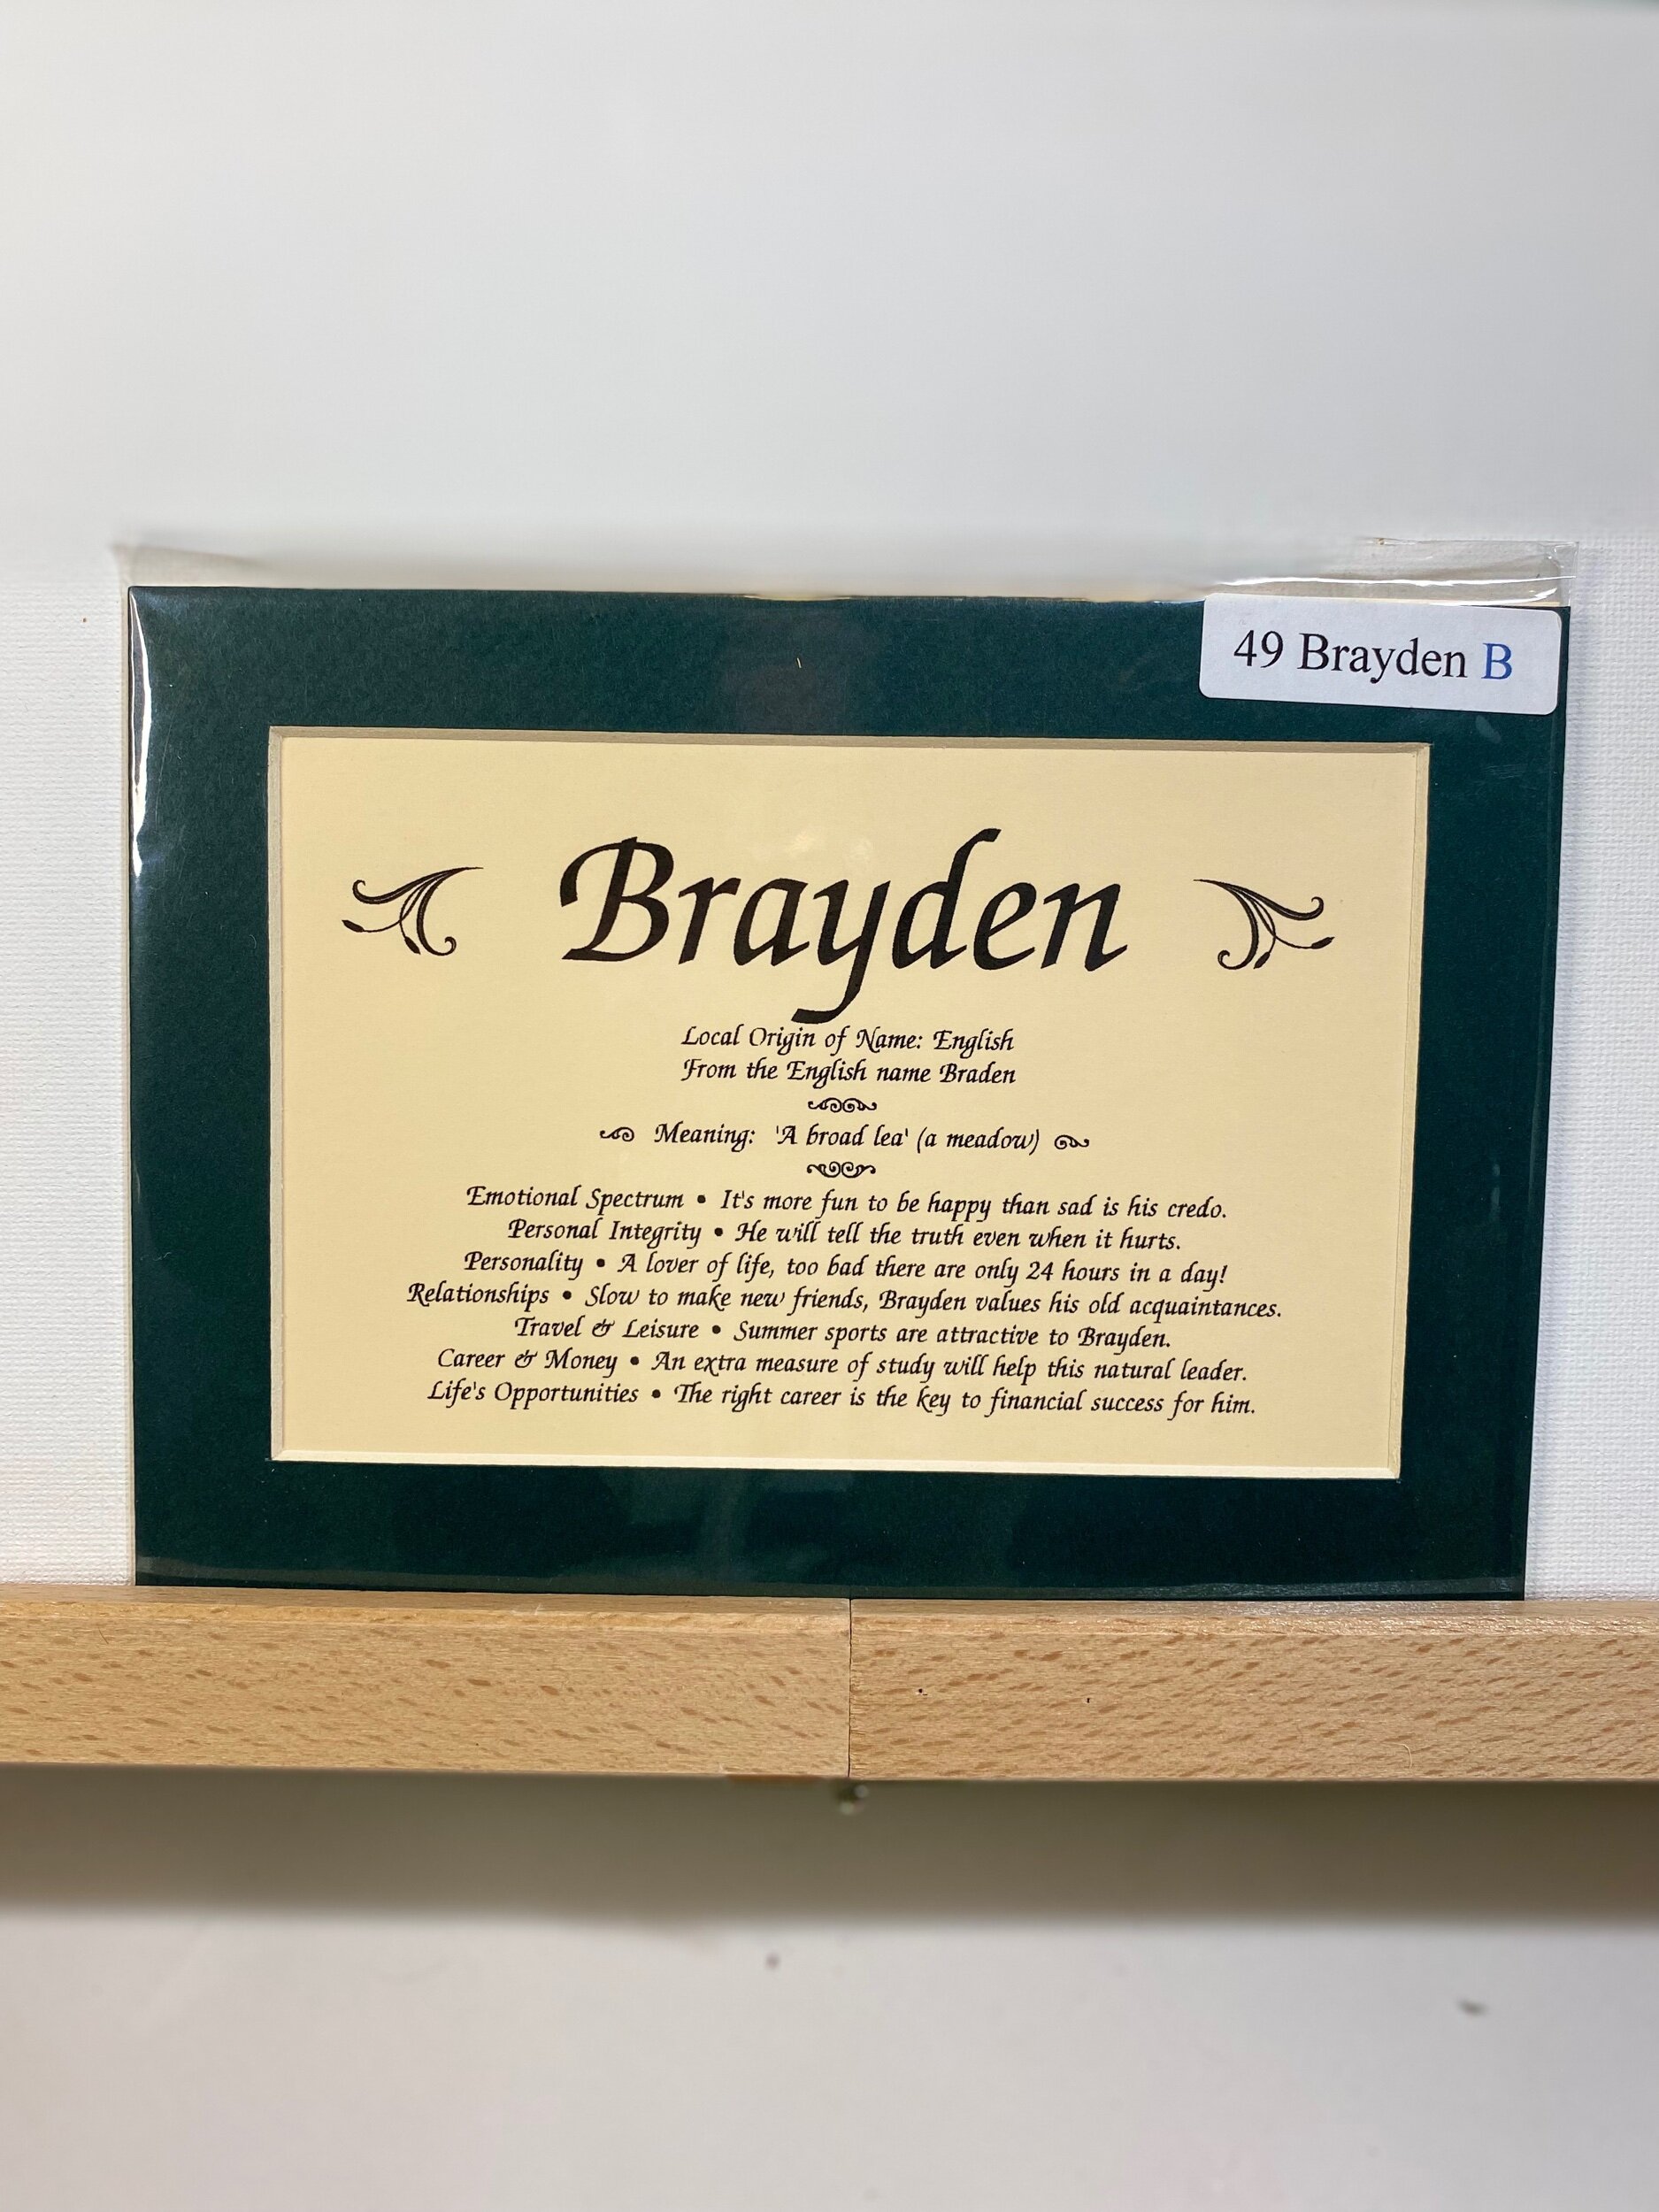 49 Brayden B
Brayden
Local Origin of Name: English
From the English name Braden
Meaning: 'A broad lea' (a meadow)
Emotional Spectrum • It's more fun to be happy than sad is his credo.
Personal Integrity • He will tell the truth even when it hurts.
Personality • A lover of life, too bad there are only 24 hours in a day!
Relationships • Slow to make new friends, Brayden values his old acquaintances.
Travel & Leisure • Summer sports are attractive to Brayden.
Career & Money • An extra measure of study will help this natural leader.
Life's Opportunities • The right career is the key to financial success for him.